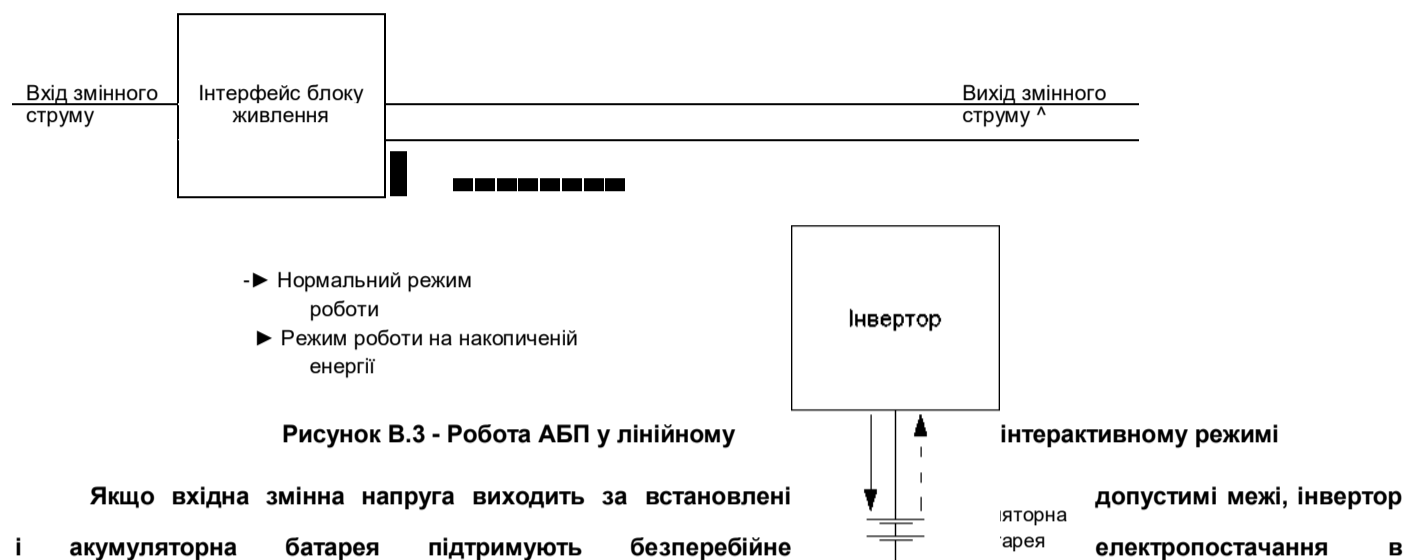 Вхід змінного
струму
Інтерфейс блоку
живлення
Вихід змінного
струму ^
-► Нормальний режим
роботи
► Режим роботи на накопиченій
енергії
Інвертор
Рисунок В.3 - Робота АБП у лінійному інтерактивному режимі
Якщо вхідна змінна напруга виходить за встановлені допустимі межі, інвертор
і акумуляторна батарея підтримують безперебійне електропостачання в